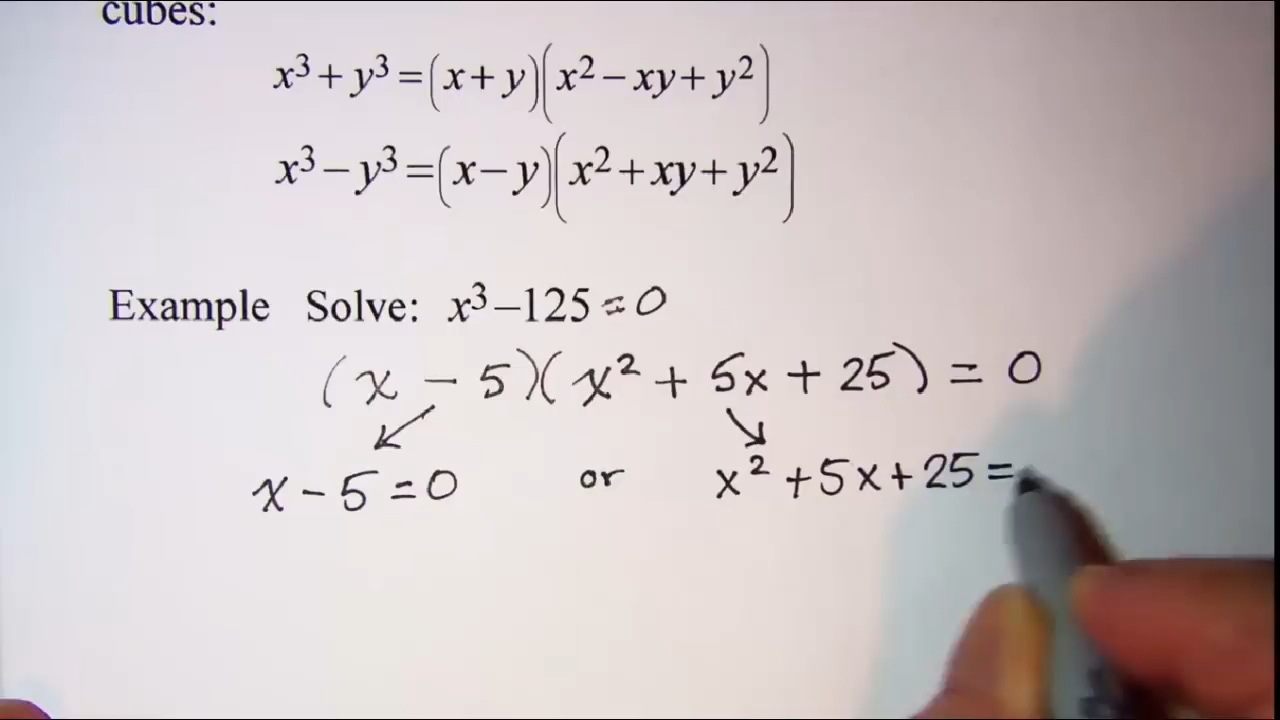 cubes:
x³ + y³ = (x + y)(x² − xy + y²)
x³ − y³ = (x − y)(x² + xy + y²)
Example Solve: x³ − 125 = 0
(x − 5)(x² + 5x + 25) = 0
x − 5 = 0 or x² + 5x + 25 =